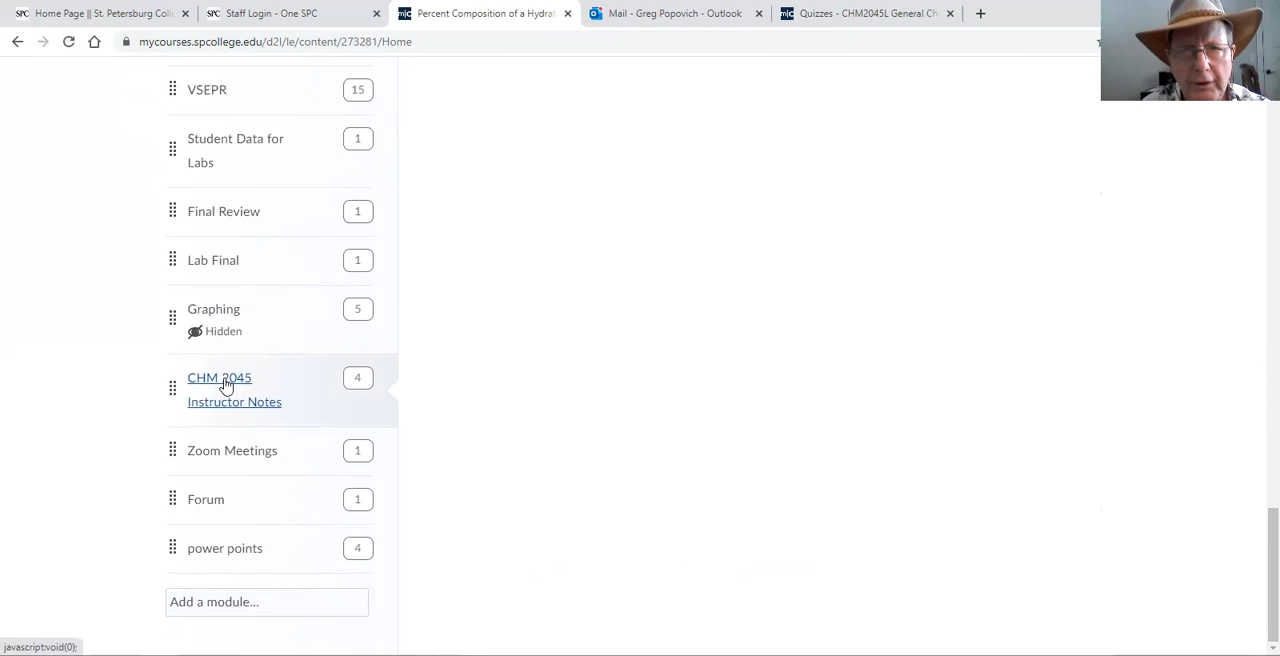 St. Petersburg Colle
Staff Login - One SPC
Percent Composition of a Hydrat
Mail - Greg Popovich - Outlook
Quizzes - CHM2045L General Ch
mycourses.spcollege.edu/d2l/le/content/273281/Home
VSEPR
15
Student Data for
1
Labs
Final Review
1
Lab Final
1
Graphing
5
Hidden
CHM 2045
4
Instructor Notes
Zoom Meetings
1
Forum
1
power points
4
Add a module...
javascript:void(0);